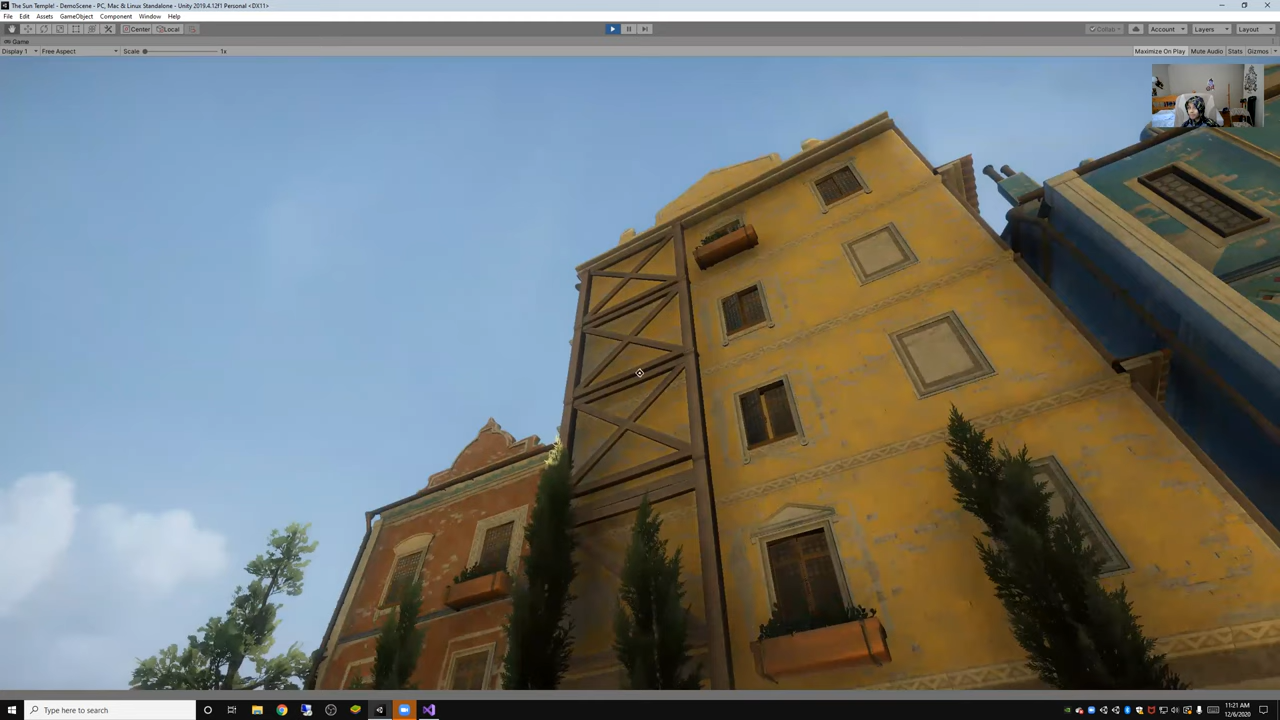 The Sun Temple! - DemoScene - PC, Mac & Linux Standalone - Unity 2019.4.12f1 Personal <DX11>
File Edit Assets GameObject Component Window Help
Center Local Collab Account Layers Layout
Game
Display 1 Free Aspect Scale 1x Maximize On Play Mute Audio Stats Gizmos
Type here to search
11:21 AM
12/6/2020